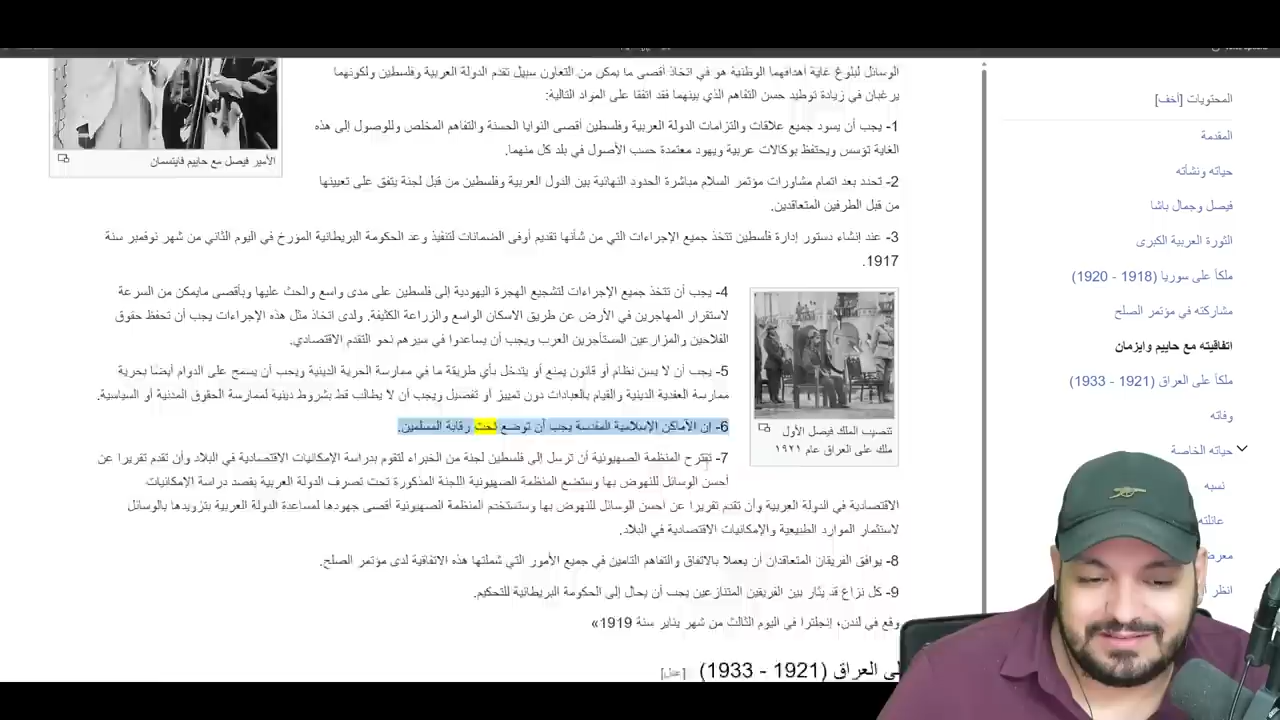 الوسائل لبلوغ غاية أهدافهما الوطنية هو في اتخاذ أقصى ما يمكن من التعاون سبيل تقدم الدولة العربية وفلسطين ولكونهما
يرغبان في زيادة توطيد حسن التفاهم الذي بينهما فقد اتفقا على المواد التالية:
1- يجب أن يسود جميع علاقات والتزامات الدولة العربية وفلسطين أقصى النوايا الحسنة والتفاهم المخلص وللوصول إلى هذه
الغاية تؤسس ويحتفظ بوكالات عربية ويهود معتمدة حسب الأصول في بلد كل منهما.
2- تحدد بعد اتمام مشاورات مؤتمر السلام مباشرة الحدود النهائية بين الدول العربية وفلسطين من قبل لجنة يتفق على تعيينها
من قبل الطرفين المتعاقدين.
3- عند إنشاء دستور إدارة فلسطين تتخذ جميع الإجراءات التي من شأنها تقديم أوفى الضمانات لتنفيذ وعد الحكومة البريطانية المؤرخ في اليوم الثاني من شهر نوفمبر سنة
1917.
4- يجب أن تتخذ جميع الإجراءات لتشجيع الهجرة اليهودية إلى فلسطين على مدى واسع والحث عليها وبأقصى مايمكن من السرعة
لاستقرار المهاجرين في الأرض عن طريق الاسكان الواسع والزراعة الكثيفة. ولدى اتخاذ مثل هذه الإجراءات يجب أن تحفظ حقوق
الفلاحين والمزارعين المستأجرين العرب ويجب أن يساعدوا في سيرهم نحو التقدم الاقتصادي.
5- يجب أن لا يسن نظام أو قانون يمنع أو يتدخل بأي طريقة ما في ممارسة الحرية الدينية ويجب أن يسمح على الدوام أيضا بحرية
ممارسة العقدية الدينية والقيام بالعبادات دون تمييز أو تفصيل ويجب أن لا يطالب قط بشروط دينية لممارسة الحقوق المدنية أو السياسية.
6- إن الأماكن الإسلامية المقدسة يجب أن توضع تحت رقابة المسلمين.
7- تقترح المنظمة الصهيونية أن ترسل إلى فلسطين لجنة من الخبراء لتقوم بدراسة الإمكانيات الاقتصادية في البلاد وأن تقدم تقريرا عن
أحسن الوسائل للنهوض بها وستضع المنظمة الصهيونية اللجنة المذكورة تحت تصرف الدولة العربية بقصد دراسة الإمكانيات
الاقتصادية في الدولة العربية وأن تقدم تقريرا عن احسن الوسائل للنهوض بها وستستخدم المنظمة الصهيونية أقصى جهودها لمساعدة الدولة العربية بتزويدها بالوسائل
لاستثمار الموارد الطبيعية والإمكانيات الاقتصادية في البلاد.
8- يوافق الفريقان المتعاقدان أن يعملا بالاتفاق والتفاهم التامين في جميع الأمور التي شملتها هذه الاتفاقية لدى مؤتمر الصلح.
9- كل نزاع قد يثار بين الفريقين المتنازعين يجب أن يحال إلى الحكومة البريطانية للتحكيم.
وقع في لندن، إنجلترا في اليوم الثالث من شهر يناير سنة 1919»
العراق (1921 - 1933) [عدل]
الأمير فيصل مع حاييم فايتسمان
تنصيب الملك فيصل الأول
ملك على العراق عام ١٩٢١
المحتويات [أخف]
المقدمة
حياته ونشأته
فيصل وجمال باشا
الثورة العربية الكبرى
ملكاً على سوريا (1918 - 1920)
مشاركته في مؤتمر الصلح
اتفاقيته مع حاييم وايزمان
ملكاً على العراق (1921 - 1933)
وفاته
حياته الخاصة
نسبه
عائلته
انظر